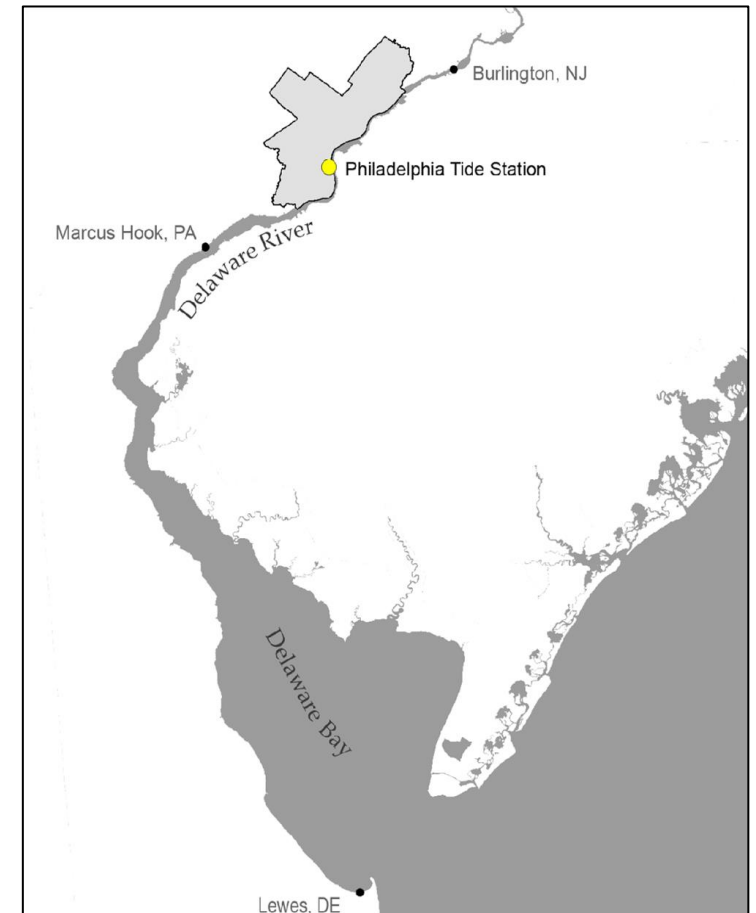 Burlington, NJ
Philadelphia Tide Station
Marcus Hook, PA
Delaware River
Delaware Bay
Lewes, DE